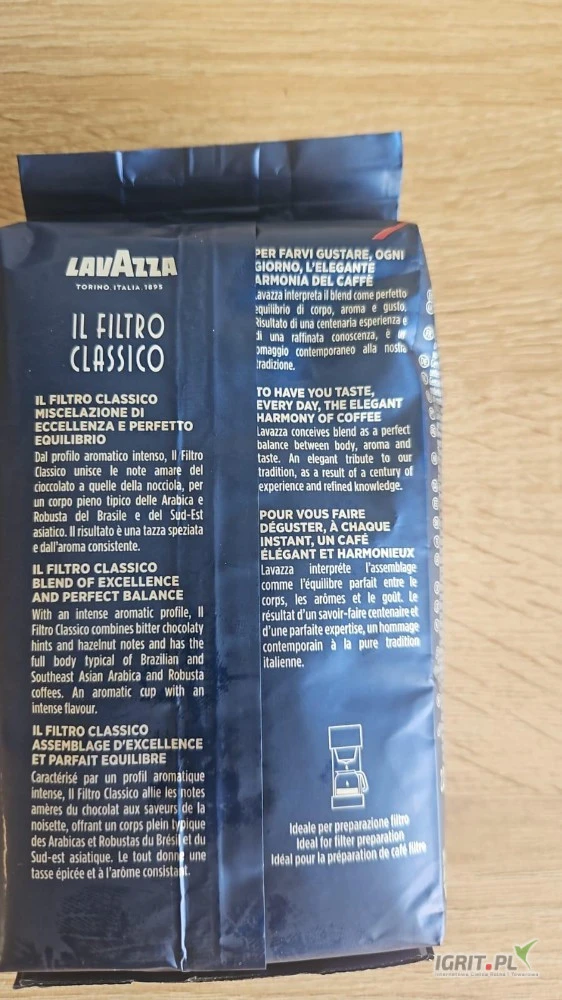 LAVAZZA
TORINO, ITALIA, 1895
IL FILTRO
CLASSICO
IL FILTRO CLASSICO
MISCELAZIONE DI
ECCELLENZA E PERFETTO
EQUILIBRIO
Dal profilo aromatico intenso, Il Filtro
Classico unisce le note amare del
cioccolato a quelle della nocciola, per
un corpo pieno tipico delle Arabica e
Robusta del Brasile e del Sud-Est
asiatico. Il risultato è una tazza speziata
e dall'aroma consistente.
IL FILTRO CLASSICO
BLEND OF EXCELLENCE
AND PERFECT BALANCE
With an intense aromatic profile, Il
Filtro Classico combines bitter chocolaty
hints and hazelnut notes and has the
full body typical of Brazilian and
Southeast Asian Arabica and Robusta
coffees. An aromatic cup with an
intense flavour.
IL FILTRO CLASSICO
ASSEMBLAGE D'EXCELLENCE
ET PARFAIT EQUILIBRE
Caractérisé par un profil aromatique
intense, Il Filtro Classico allie les notes
amères du chocolat aux saveurs de la
noisette, offrant un corps plein typique
des Arabicas et Robustas du Brésil et du
Sud-est asiatique. Le tout donne une
tasse épicée et à l'arôme consistant.
PER FARVI GUSTARE, OGNI
GIORNO, L'ELEGANTE
ARMONIA DEL CAFFÈ
Lavazza interpreta il blend come perfetto
equilibrio di corpo, aroma e gusto.
Risultato di una centenaria esperienza e
di una raffinata conoscenza, è
omaggio contemporaneo alla nostra
tradizione.
TO HAVE YOU TASTE,
EVERY DAY, THE ELEGANT
HARMONY OF COFFEE
Lavazza conceives blend as a perfect
balance between body, aroma and
taste. An elegant tribute to our
tradition, as a result of a century of
experience and refined knowledge.
POUR VOUS FAIRE
DÉGUSTER, À CHAQUE
INSTANT, UN CAFÉ
ÉLÉGANT ET HARMONIEUX
Lavazza interprète l'assemblage
comme l'équilibre parfait entre le
corps, les arômes et le goût. Le
résultat d'un savoir-faire centenaire et
d'une parfaite expertise, un hommage
contemporain à la pure tradition
italienne.
Ideale per preparazione filtro
Ideal for filter preparation
Idéal pour la préparation de café filtre
IGRIT.PL